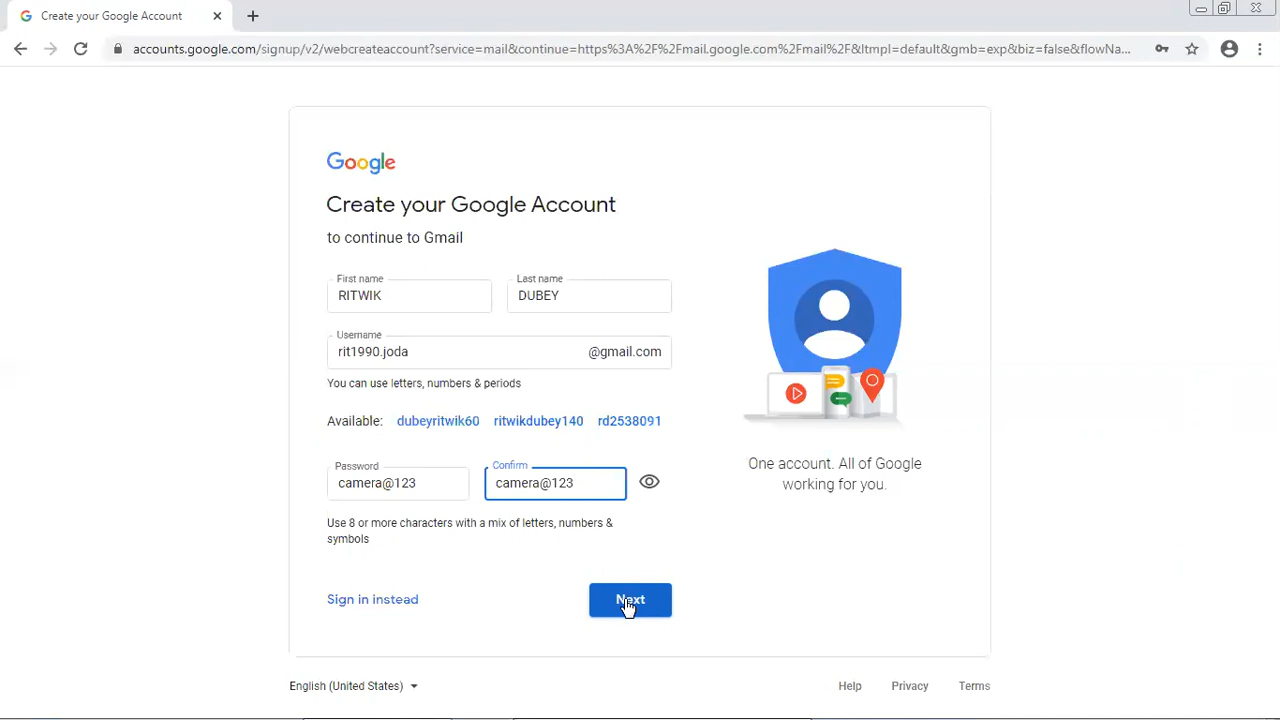 Create your Google Account
accounts.google.com/signup/v2/webcreateaccount?service=mail&continue=https%3A%2F%2Fmail.google.com%2Fmail%2F&ltmpl=default&gmb=exp&biz=false&flowNa...
Google
Create your Google Account
to continue to Gmail
First name
Last name
RITWIK
DUBEY
Username
rit1990.joda
@gmail.com
You can use letters, numbers & periods
Available: dubeyritwik60 ritwikdubey140 rd2538091
Password
Confirm
camera@123
camera@123
Use 8 or more characters with a mix of letters, numbers &
symbols
Sign in instead
Next
One account. All of Google
working for you.
English (United States)
Help
Privacy
Terms